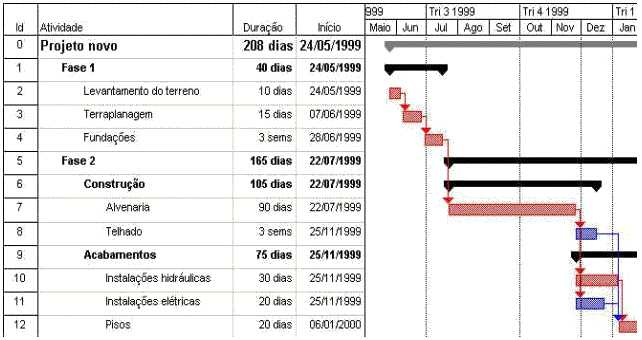 999 Tri 3 1999 Tri 4 1999 Tri 1
Id Atividade Duração Início Maio Jun Jul Ago Set Out Nov Dez Jan
0 Projeto novo 208 dias 24/05/1999
1 Fase 1 40 dias 24/05/1999
2 Levantamento do terreno 10 dias 24/05/1999
3 Terraplanagem 15 dias 07/06/1999
4 Fundações 3 sems 28/06/1999
5 Fase 2 165 dias 22/07/1999
6 Construção 105 dias 22/07/1999
7 Alvenaria 90 dias 22/07/1999
8 Telhado 3 sems 25/11/1999
9 Acabamentos 75 dias 25/11/1999
10 Instalações hidráulicas 30 dias 25/11/1999
11 Instalações elétricas 20 dias 25/11/1999
12 Pisos 20 dias 06/01/2000